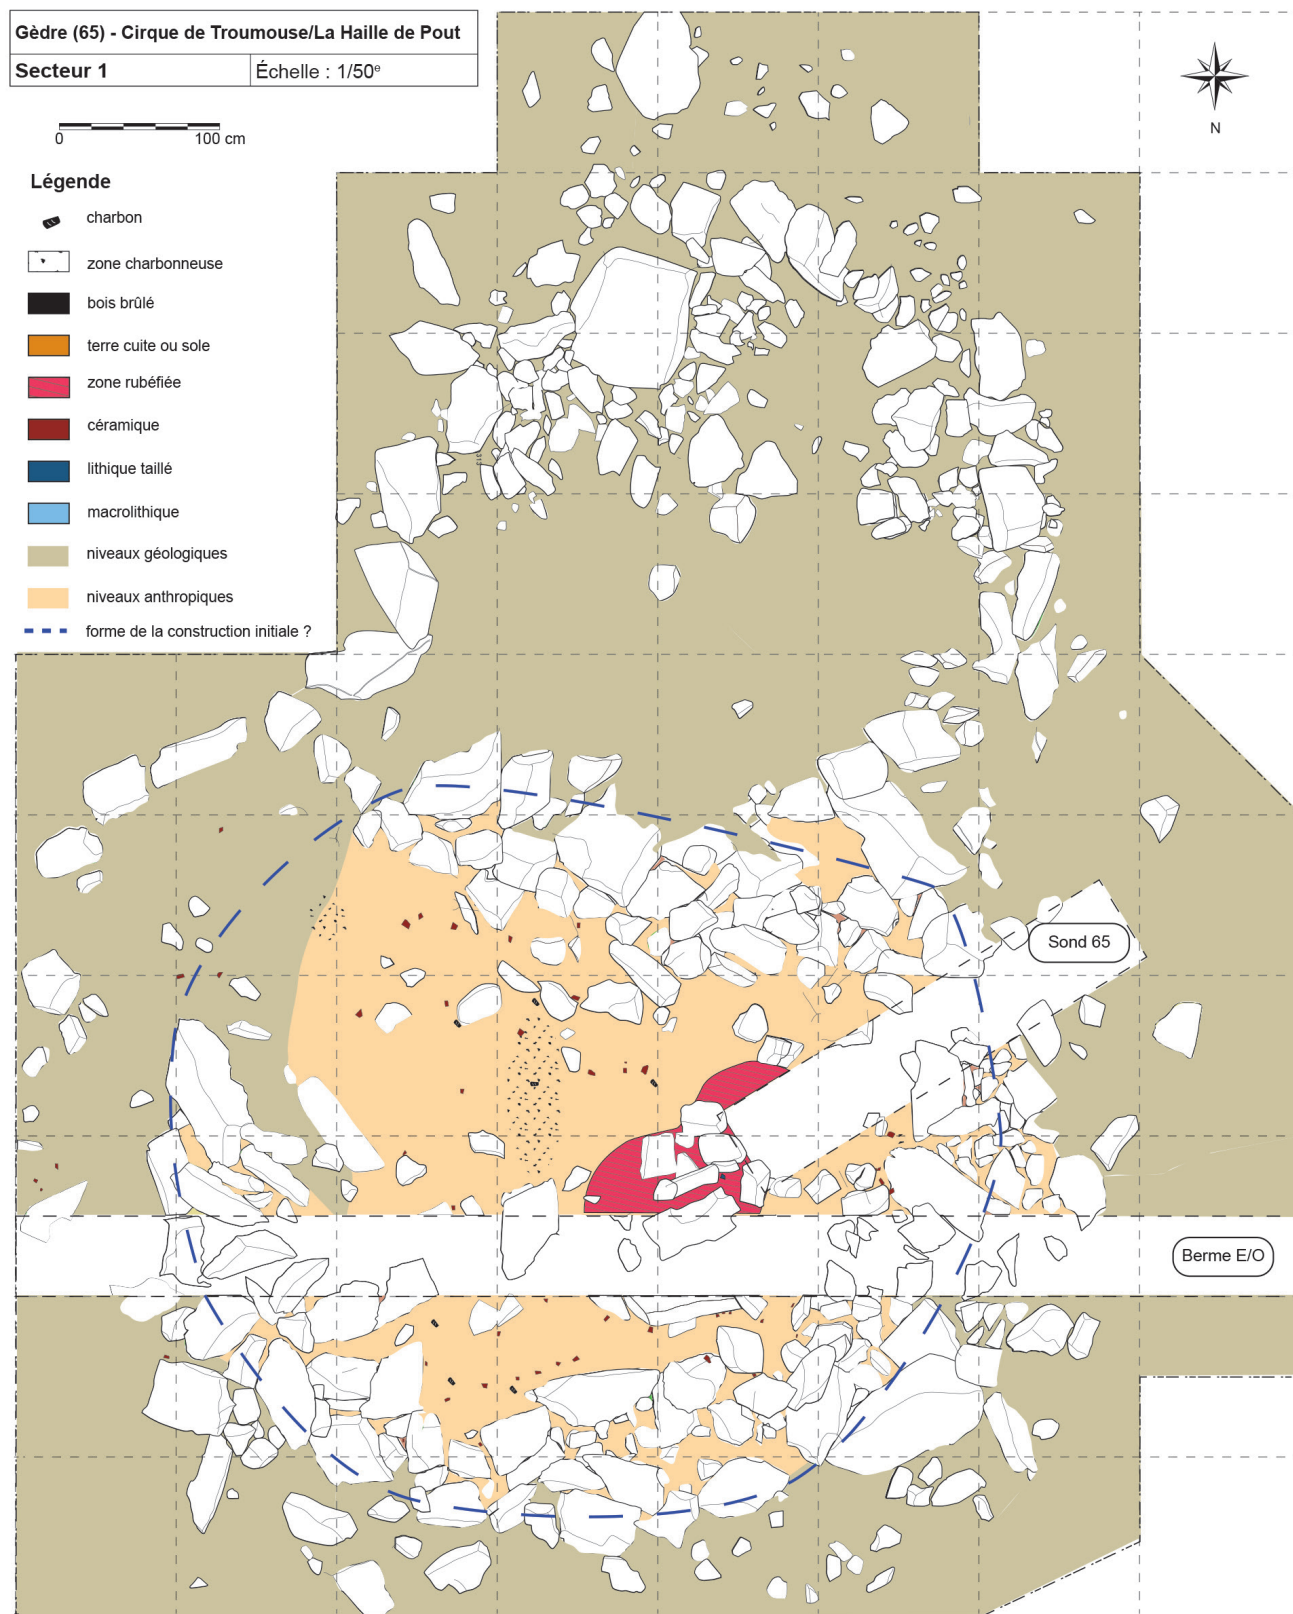 Gèdre (65) - Cirque de Troumouse/La Haille de Pout
Secteur 1
Échelle : 1/50e
N
0
100 cm
Légende
charbon
zone charbonneuse
bois brûlé
terre cuite ou sole
zone rubéfiée
céramique
lithique taillé
macrolithique
niveaux géologiques
niveaux anthropiques
forme de la construction initiale ?
Sond 65
Berme E/O